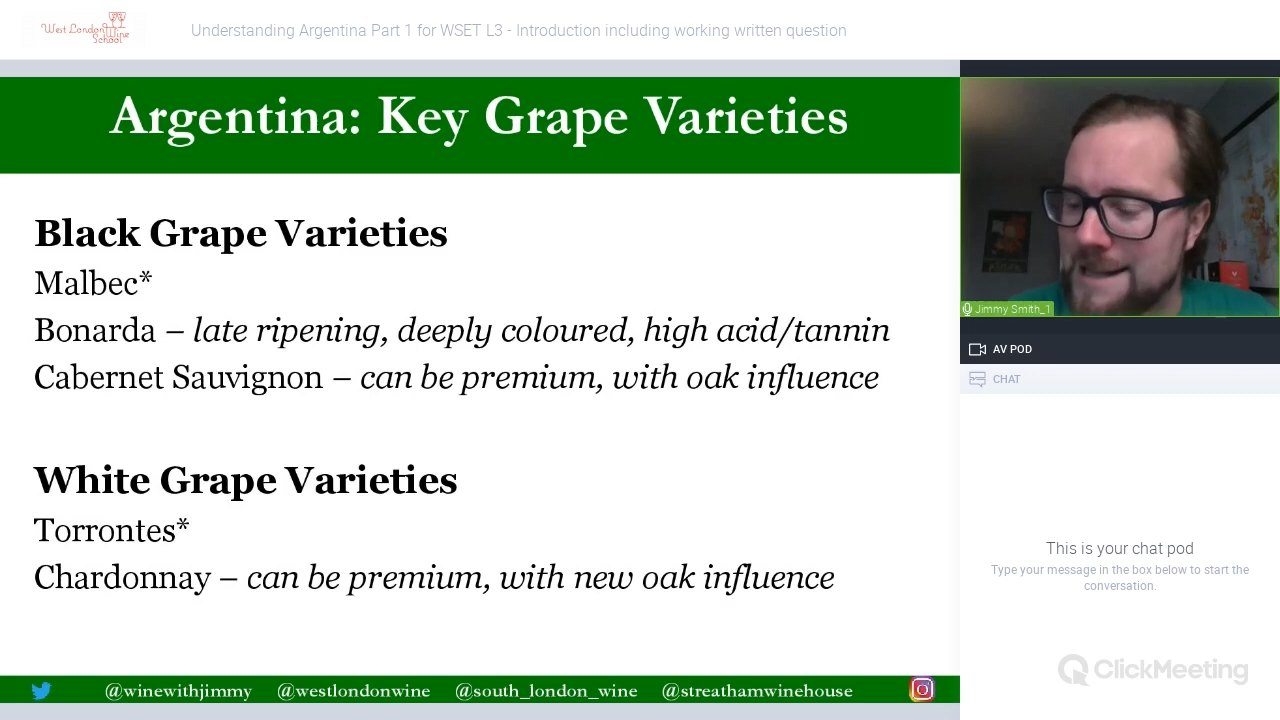 West London Wine School
Understanding Argentina Part 1 for WSET L3 - Introduction including working written question
Argentina: Key Grape Varieties
Black Grape Varieties
Malbec*
Bonarda – late ripening, deeply coloured, high acid/tannin
Cabernet Sauvignon – can be premium, with oak influence
White Grape Varieties
Torrontes*
Chardonnay – can be premium, with new oak influence
@winewithjimmy @westlondonwine @south_london_wine @streathamwinehouse
Jimmy Smith_1
AV POD
CHAT
This is your chat pod
Type your message in the box below to start the
conversation.
ClickMeeting